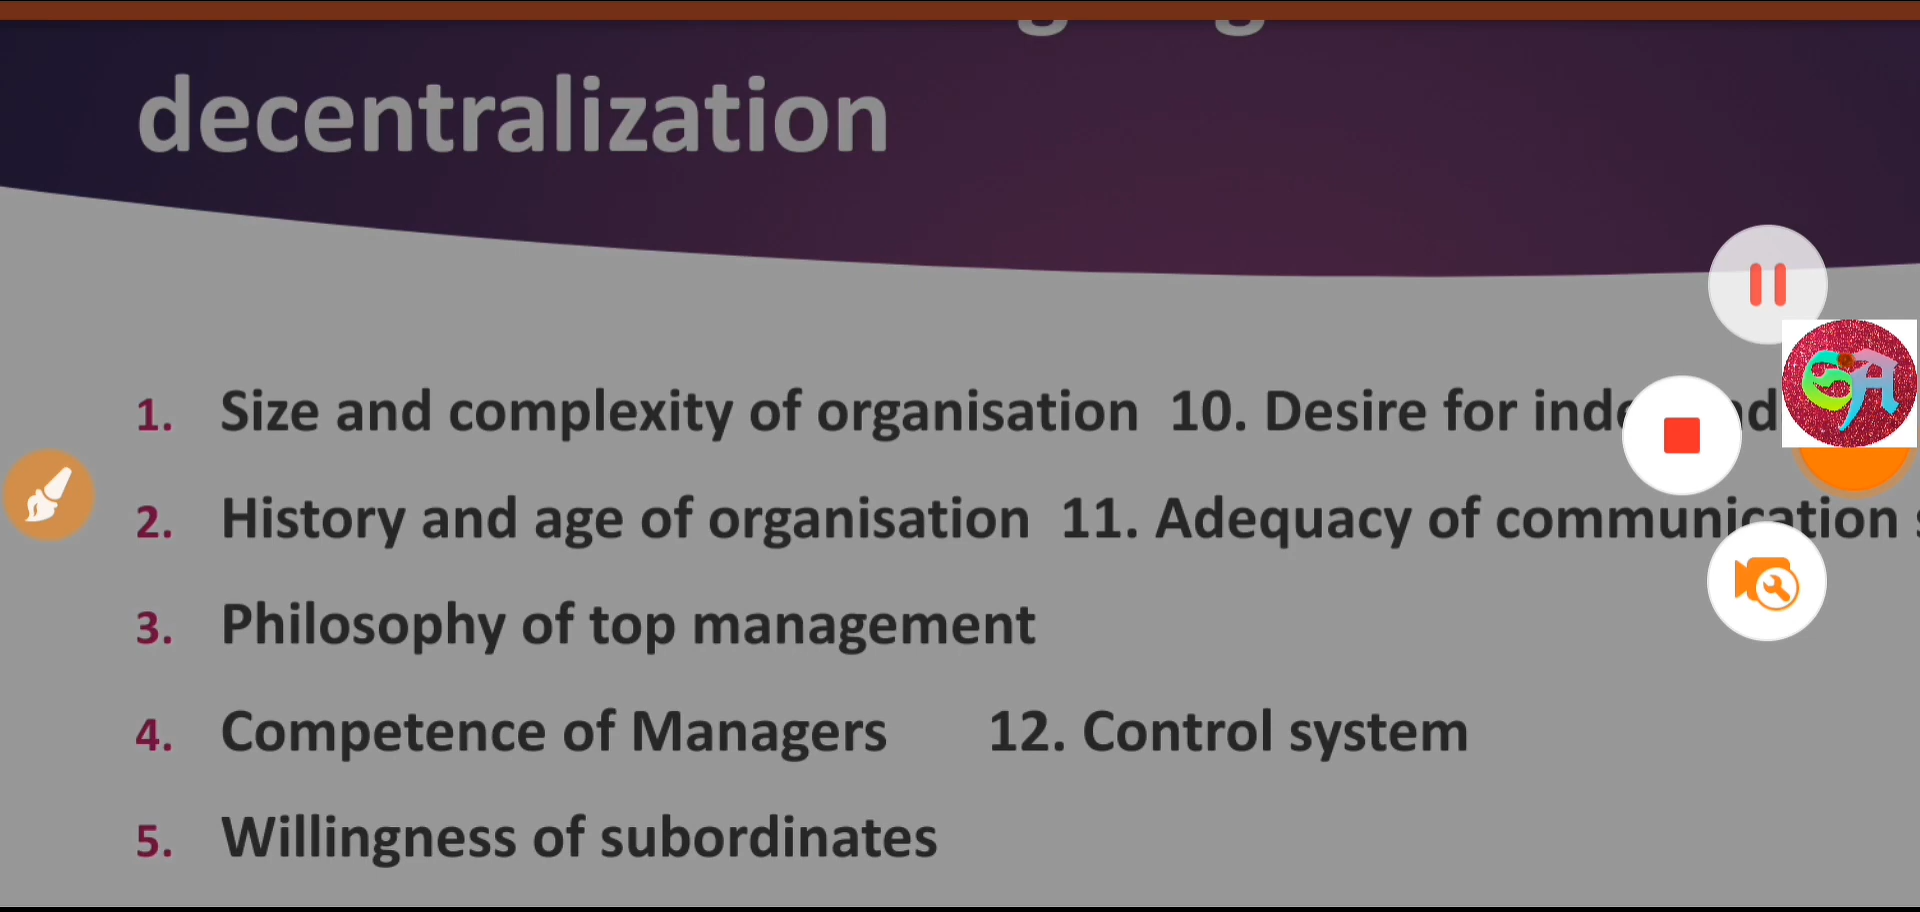 decentralization
1. Size and complexity of organisation 10. Desire for
2. History and age of organisation 11. Adequacy of communication
3. Philosophy of top management
4. Competence of Managers 12. Control system
5. Willingness of subordinates